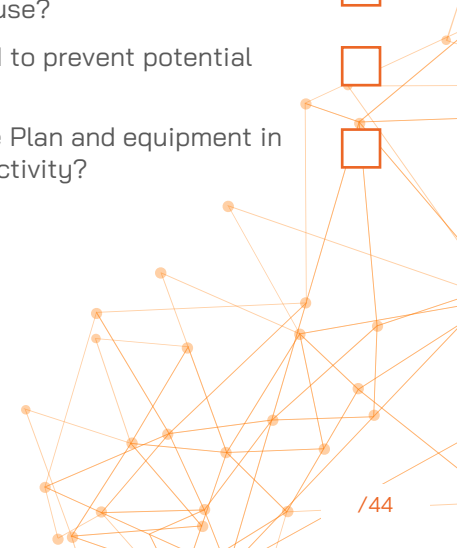 use?
to prevent potential
Plan and equipment in
ctivity?
/44